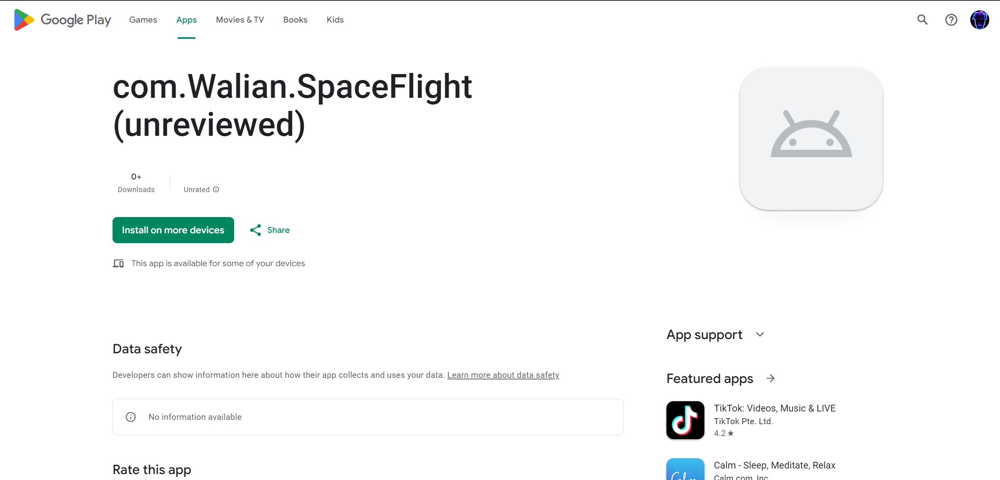 Google Play
Games
Apps
Movies & TV
Books
Kids
com.Walian.SpaceFlight
(unreviewed)
0+
Downloads
Unrated
Install on more devices
Share
This app is available for some of your devices
Data safety
Developers can show information here about how their app collects and uses your data. Learn more about data safety
No information available
Rate this app
App support
Featured apps
TikTok: Videos, Music & LIVE
TikTok Pte. Ltd.
4.2
Calm - Sleep, Meditate, Relax
Calm.com, Inc.
Calm